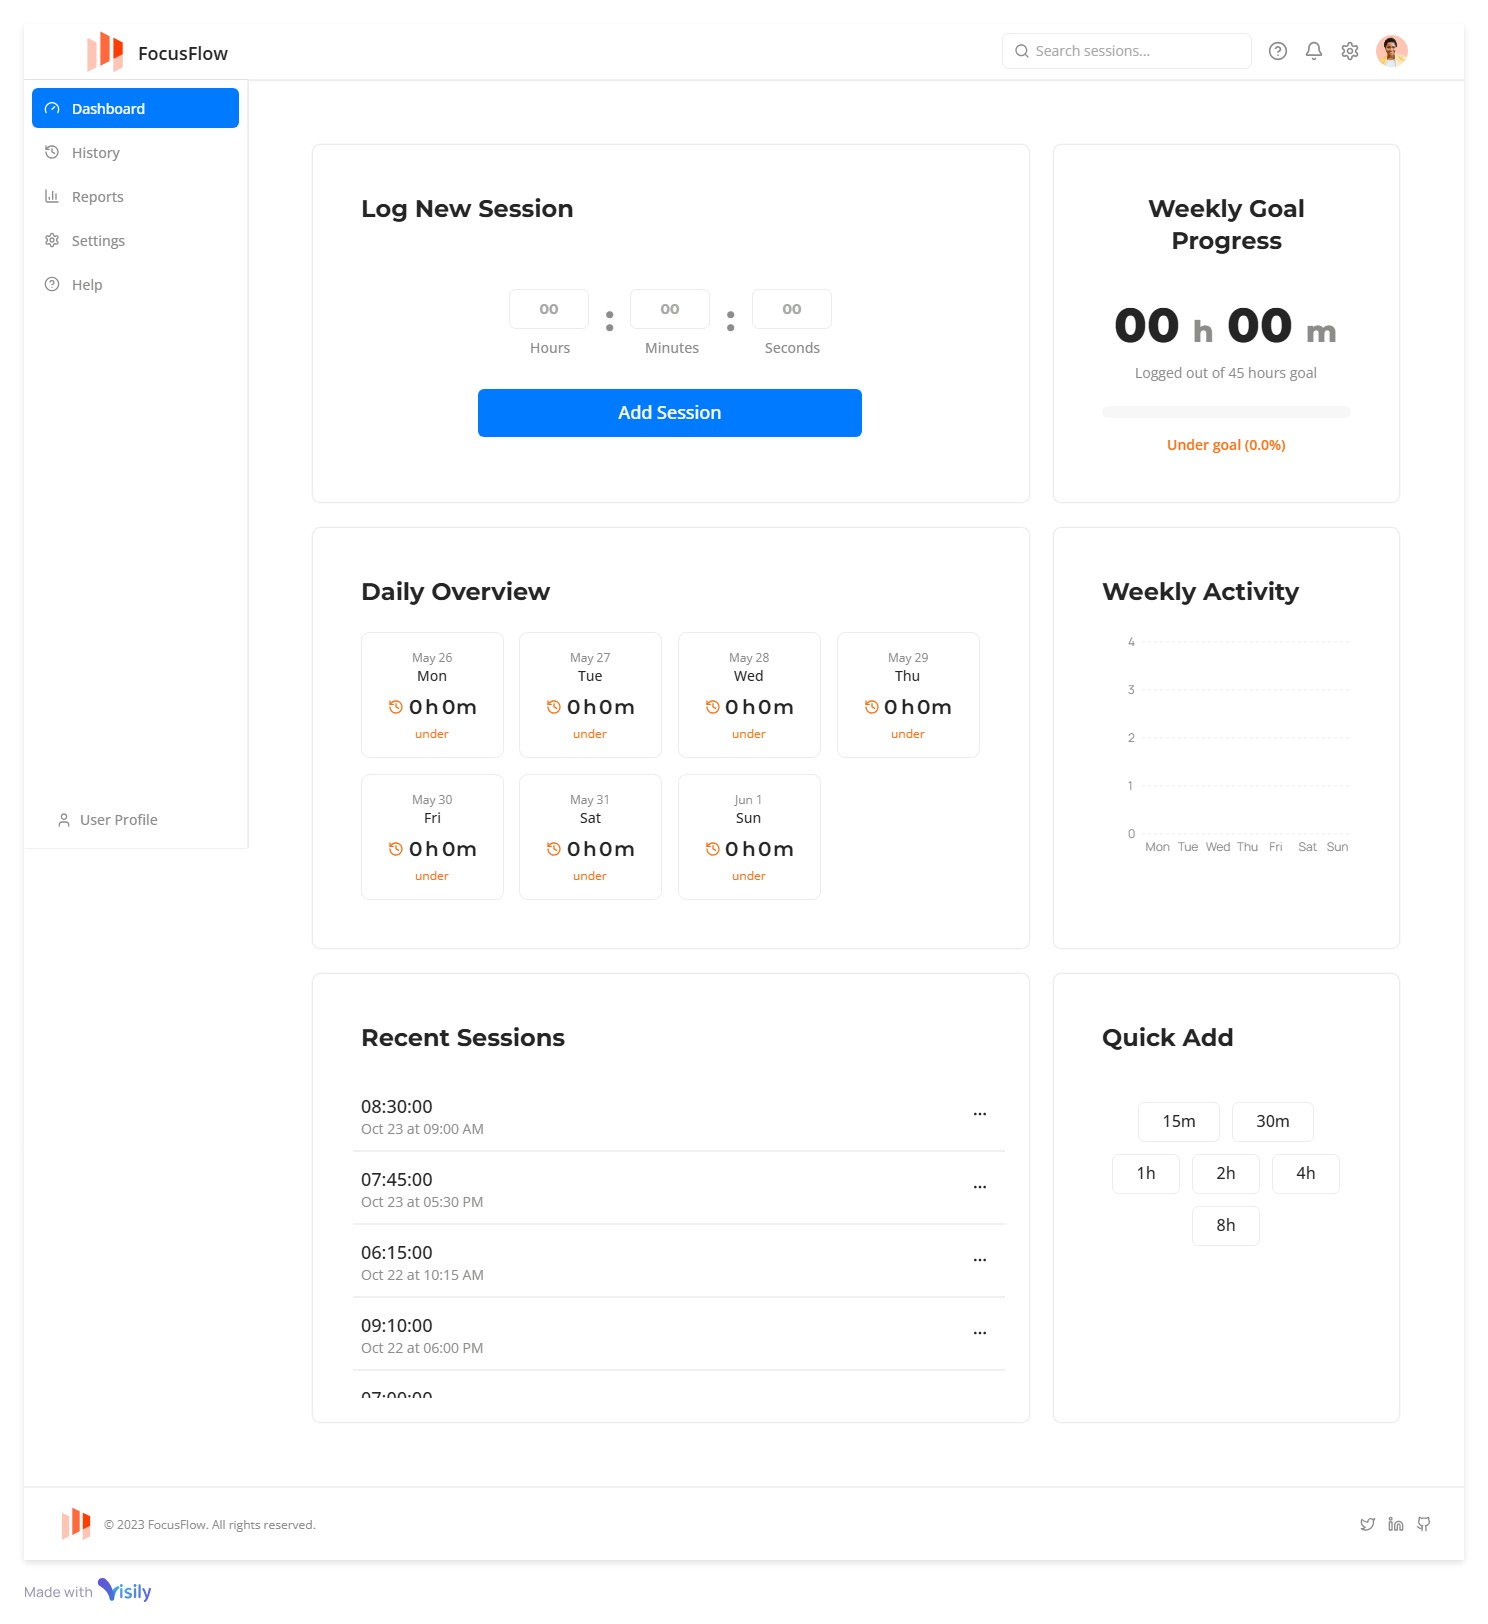 FocusFlow
Search sessions...
Dashboard
History
Reports
Settings
Help
User Profile
Log New Session
00 : 00 : 00
Hours Minutes Seconds
Add Session
Weekly Goal
Progress
00 h 00 m
Logged out of 45 hours goal
Under goal (0.0%)
Daily Overview
May 26 May 27 May 28 May 29
Mon Tue Wed Thu
0h0m 0h0m 0h0m 0h0m
under under under under
May 30 May 31 Jun 1
Fri Sat Sun
0h0m 0h0m 0h0m
under under under
Weekly Activity
4
3
2
1
0
Mon Tue Wed Thu Fri Sat Sun
Recent Sessions
08:30:00
Oct 23 at 09:00 AM
07:45:00
Oct 23 at 05:30 PM
06:15:00
Oct 22 at 10:15 AM
09:10:00
Oct 22 at 06:00 PM
07:00:00
Quick Add
15m 30m
1h 2h 4h
8h
© 2023 FocusFlow. All rights reserved.
Made with Visily